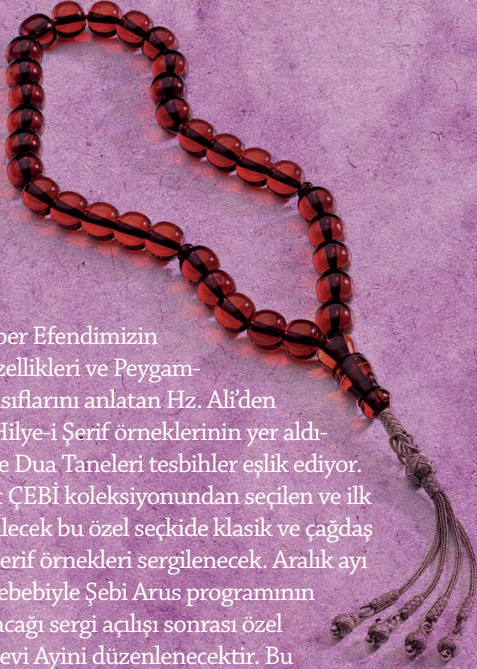 ber Efendimizin
zellikleri ve Peygam-
sıflarını anlatan Hz. Ali’den
Hilye-i Şerif örneklerinin yer aldı-
e Dua Taneleri tesbihler eşlik ediyor.
t ÇEBİ koleksiyonundan seçilen ve ilk
ilecek bu özel seçkide klasik ve çağdaş
erif örnekleri sergilenecek. Aralık ayı
ebebiyle Şebi Arus programının
acağı sergi açılışı sonrası özel
evi Ayini düzenlenecektir. Bu